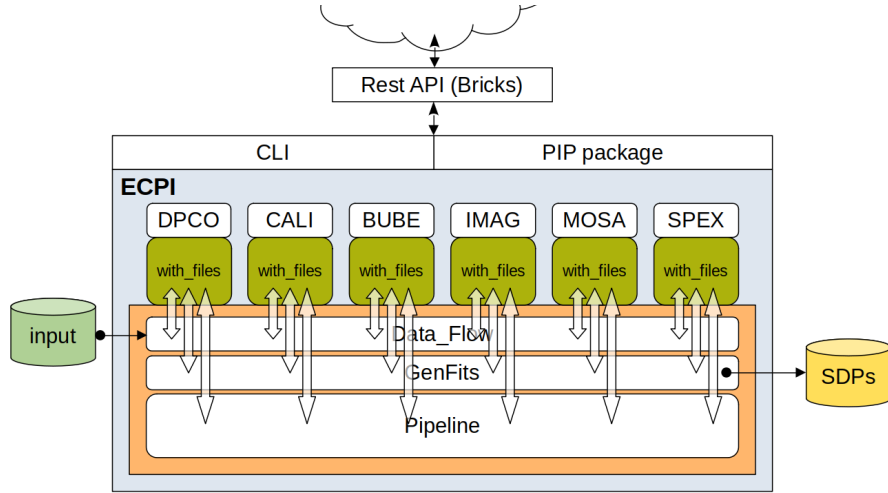 Rest API (Bricks)
CLI
PIP package
ECPI
DPCO
CALI
BUBE
IMAG
MOSA
SPEX
with_files
with_files
with_files
with_files
with_files
with_files
input
Data_Flow
GenFits
SDPs
Pipeline